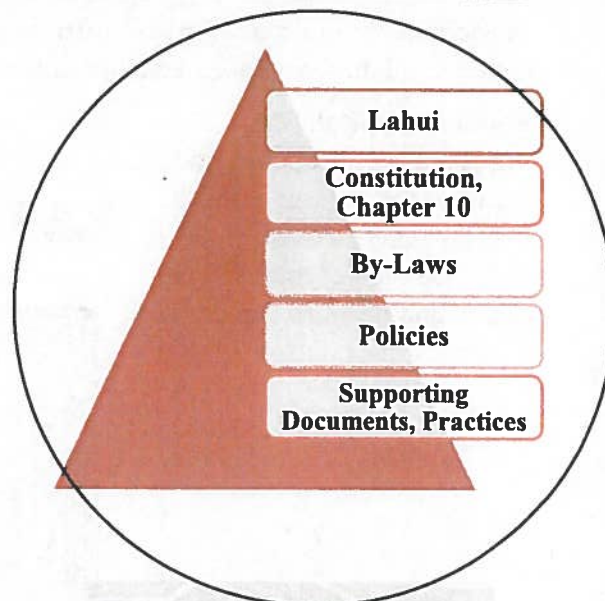 Lahui
Constitution,
Chapter 10
By-Laws
Policies
Supporting
Documents, Practices